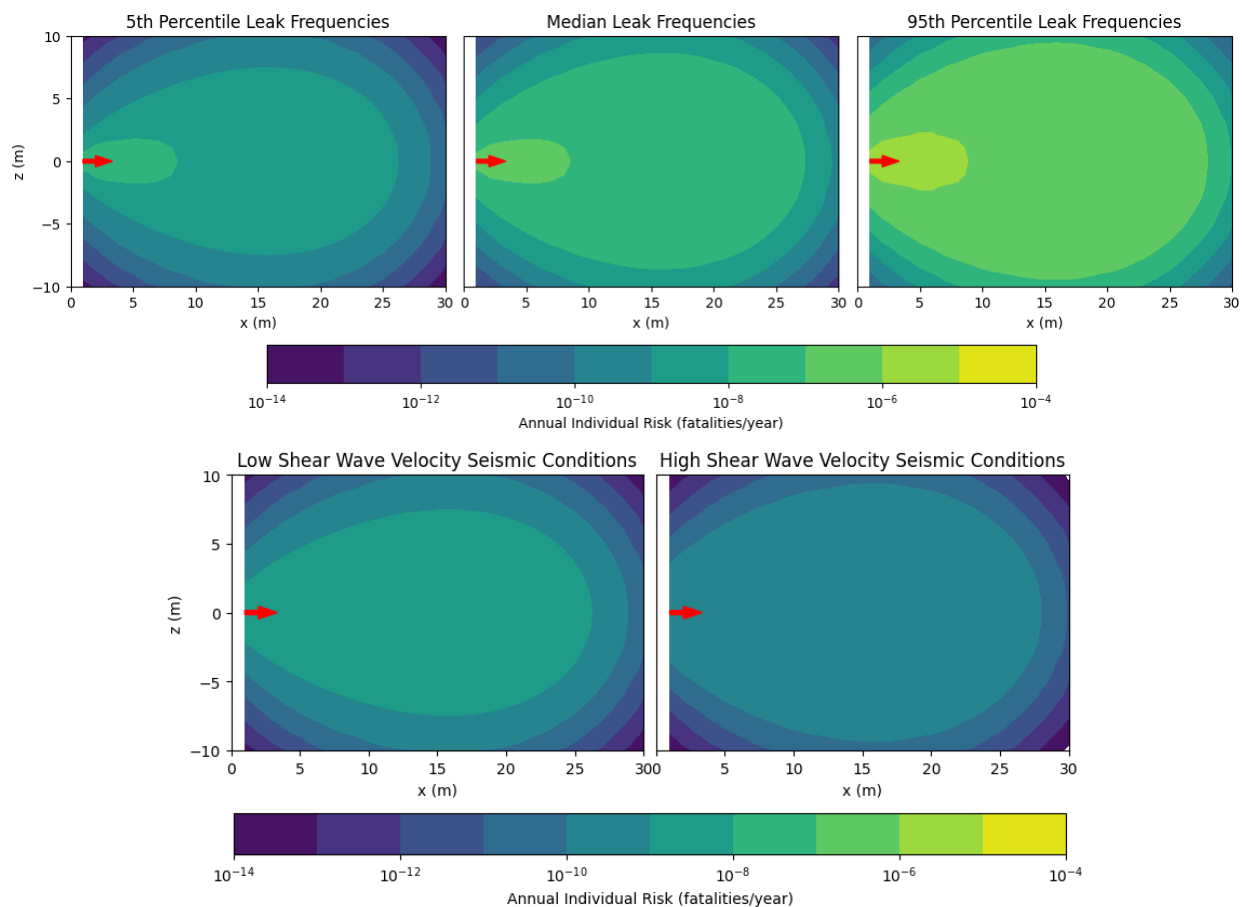 5th Percentile Leak Frequencies Median Leak Frequencies 95th Percentile Leak Frequencies
10
5
0
−5
−10
z (m)
0 5 10 15 20 25 30 0 5 10 15 20 25 30 0 5 10 15 20 25 30
x (m) x (m) x (m)
10⁻¹⁴ 10⁻¹² 10⁻¹⁰ 10⁻⁸ 10⁻⁶ 10⁻⁴
Annual Individual Risk (fatalities/year)
Low Shear Wave Velocity Seismic Conditions High Shear Wave Velocity Seismic Conditions
10
5
0
−5
−10
z (m)
0 5 10 15 20 25 300 5 10 15 20 25 30
x (m) x (m)
10⁻¹⁴ 10⁻¹² 10⁻¹⁰ 10⁻⁸ 10⁻⁶ 10⁻⁴
Annual Individual Risk (fatalities/year)